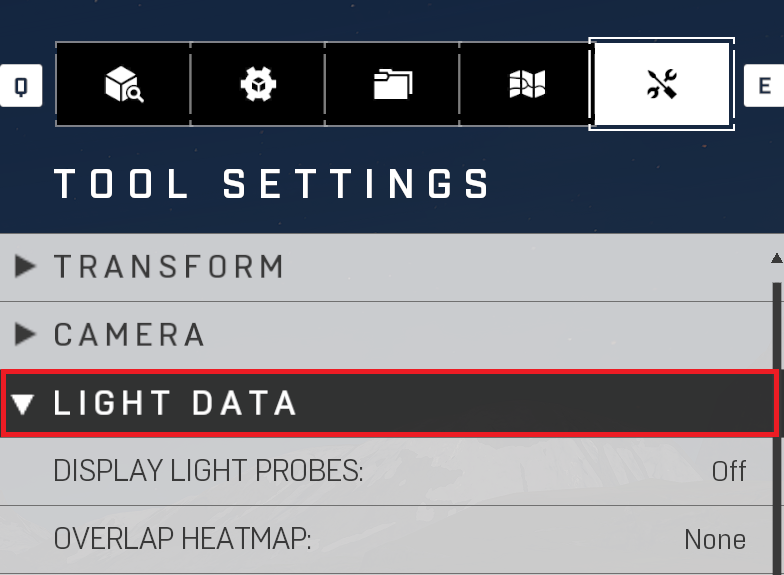 Q
E
TOOL SETTINGS
TRANSFORM
CAMERA
LIGHT DATA
DISPLAY LIGHT PROBES: Off
OVERLAP HEATMAP: None